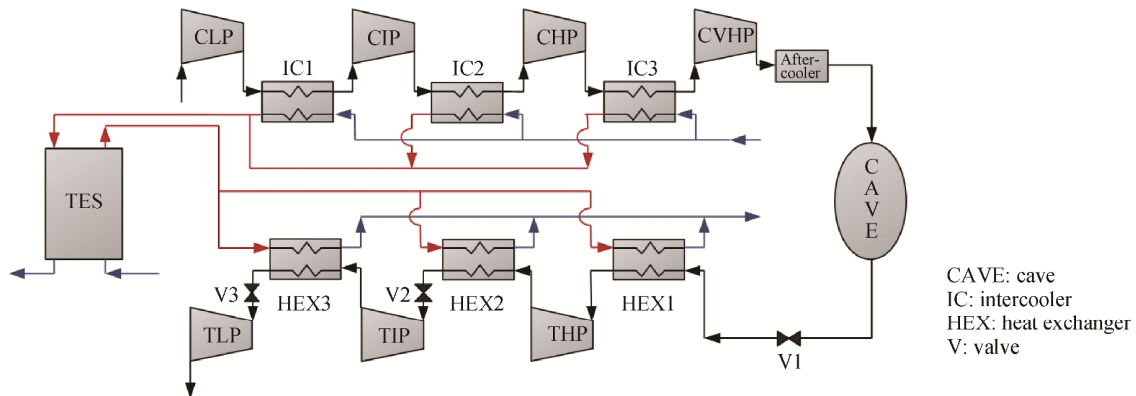 CLP
CIP
CHP
CVHP
IC1
IC2
IC3
After-
cooler
TES
C
A
V
E
V3
HEX3
V2
HEX2
HEX1
TLP
TIP
THP
V1
CAVE: cave
IC: intercooler
HEX: heat exchanger
V: valve